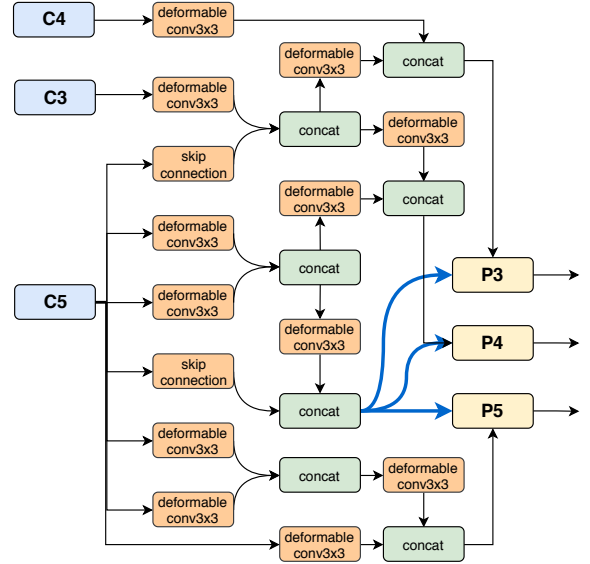 C4
deformable
conv3x3
deformable
conv3x3
concat
C3
deformable
conv3x3
concat
deformable
conv3x3
skip
connection
deformable
conv3x3
concat
deformable
conv3x3
concat
P3
C5
deformable
conv3x3
deformable
conv3x3
P4
skip
connection
concat
P5
deformable
conv3x3
concat
deformable
conv3x3
deformable
conv3x3
deformable
conv3x3
concat